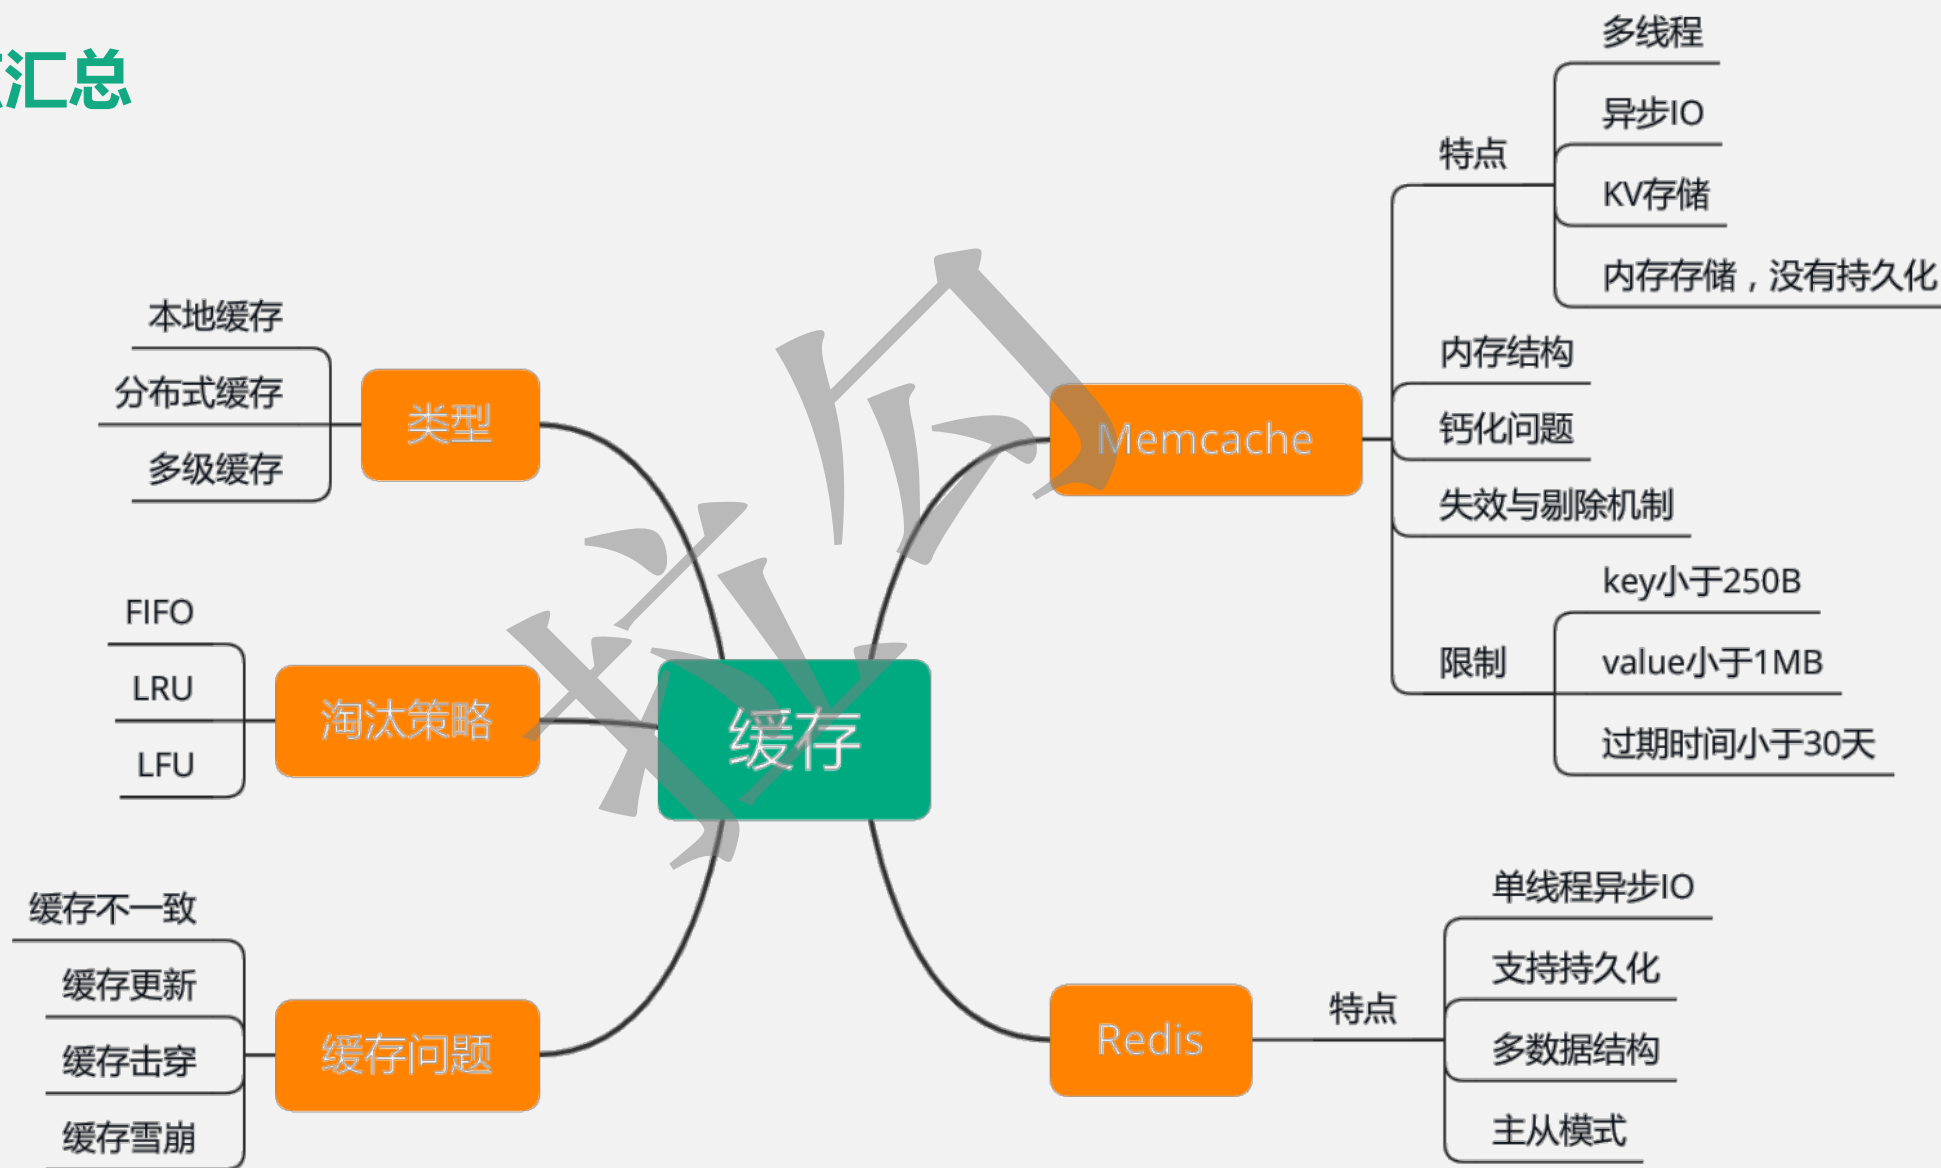 汇总
缓存
类型
本地缓存
分布式缓存
多级缓存
淘汰策略
FIFO
LRU
LFU
缓存问题
缓存不一致
缓存更新
缓存击穿
缓存雪崩
Memcache
特点
多线程
异步IO
KV存储
内存存储，没有持久化
内存结构
钙化问题
失效与剔除机制
限制
key小于250B
value小于1MB
过期时间小于30天
Redis
特点
单线程异步IO
支持持久化
多数据结构
主从模式